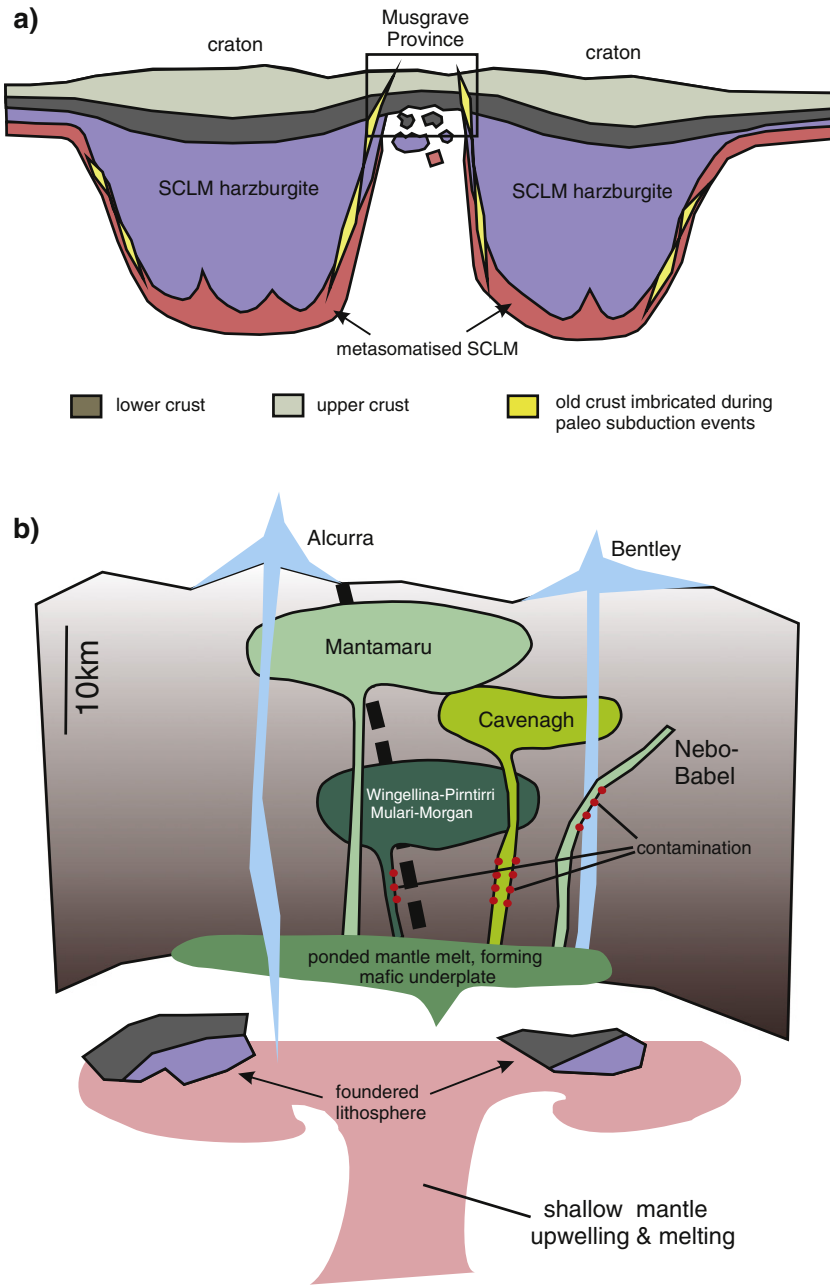 a)
Musgrave
Province
craton
craton
SCLM harzburgite
SCLM harzburgite
metasomatised SCLM
lower crust
upper crust
old crust imbricated during
paleo subduction events
b)
Alcurra
Bentley
10km
Mantamaru
Cavenagh
Nebo-
Babel
Wingellina-Pirntirri
Mulari-Morgan
contamination
ponded mantle melt, forming
mafic underplate
foundered
lithosphere
shallow mantle
upwelling & melting